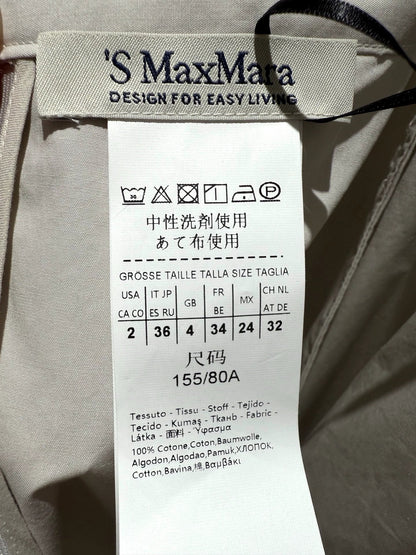 'S MaxMara
DESIGN FOR EASY LIVING
30 P
中性洗剤使用
あて布使用
GRÖSSE TAILLE TALLA SIZE TAGLIA
USA CA CO IT JP ES RU GB FR BE MX CH NL AT DE
2 36 4 34 24 32
尺码
155/80A
Tessuto - Tissu - Stoff - Tejido -
Tecido - Kumaş - Ткань - Fabric -
Látka - 面料 - Ύφασμα
100% Cotone,Coton,Baumwolle,
Algodon,Algodao,Pamuk,ХЛОПОК,
Cotton,Bavlna,棉,Βαμβάκι